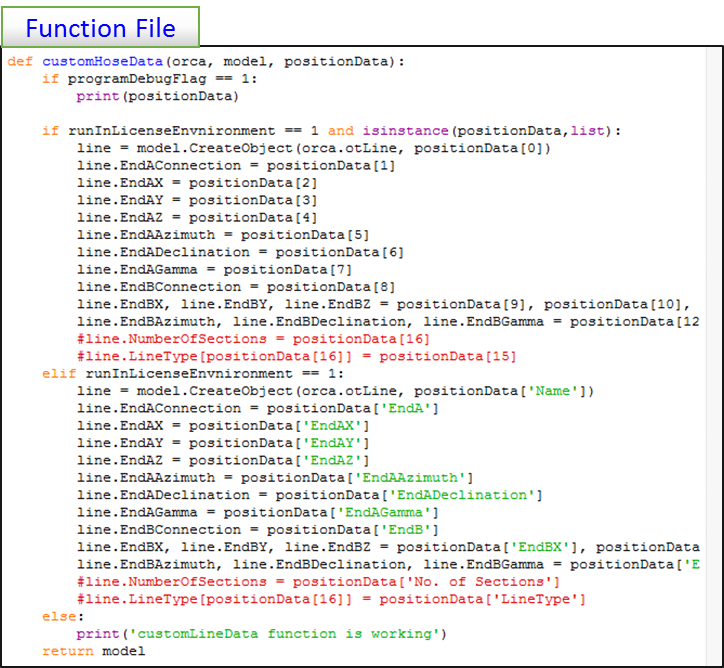 Function File
def customHoseData(orca, model, positionData):
    if programDebugFlag == 1:
        print(positionData)
    if runInLicenseEnvnironment == 1 and isinstance(positionData,list):
        line = model.CreateObject(orca.otLine, positionData[0])
        line.EndAConnection = positionData[1]
        line.EndAX = positionData[2]
        line.EndAY = positionData[3]
        line.EndAZ = positionData[4]
        line.EndAAzimuth = positionData[5]
        line.EndADeclination = positionData[6]
        line.EndAGamma = positionData[7]
        line.EndBConnection = positionData[8]
        line.EndBX, line.EndBY, line.EndBZ = positionData[9], positionData[10],
        line.EndBAzimuth, line.EndBDeclination, line.EndBGamma = positionData[12
        #line.NumberOfSections = positionData[16]
        #line.LineType[positionData[16]] = positionData[15]
    elif runInLicenseEnvnironment == 1:
        line = model.CreateObject(orca.otLine, positionData['Name'])
        line.EndAConnection = positionData['EndA']
        line.EndAX = positionData['EndAX']
        line.EndAY = positionData['EndAY']
        line.EndAZ = positionData['EndAZ']
        line.EndAAzimuth = positionData['EndAAzimuth']
        line.EndADeclination = positionData['EndADeclination']
        line.EndAGamma = positionData['EndAGamma']
        line.EndBConnection = positionData['EndB']
        line.EndBX, line.EndBY, line.EndBZ = positionData['EndBX'], positionData
        line.EndBAzimuth, line.EndBDeclination, line.EndBGamma = positionData['E
        #line.NumberOfSections = positionData['No. of Sections']
        #line.LineType[positionData[16]] = positionData['LineType']
    else:
        print('customLineData function is working')
    return model